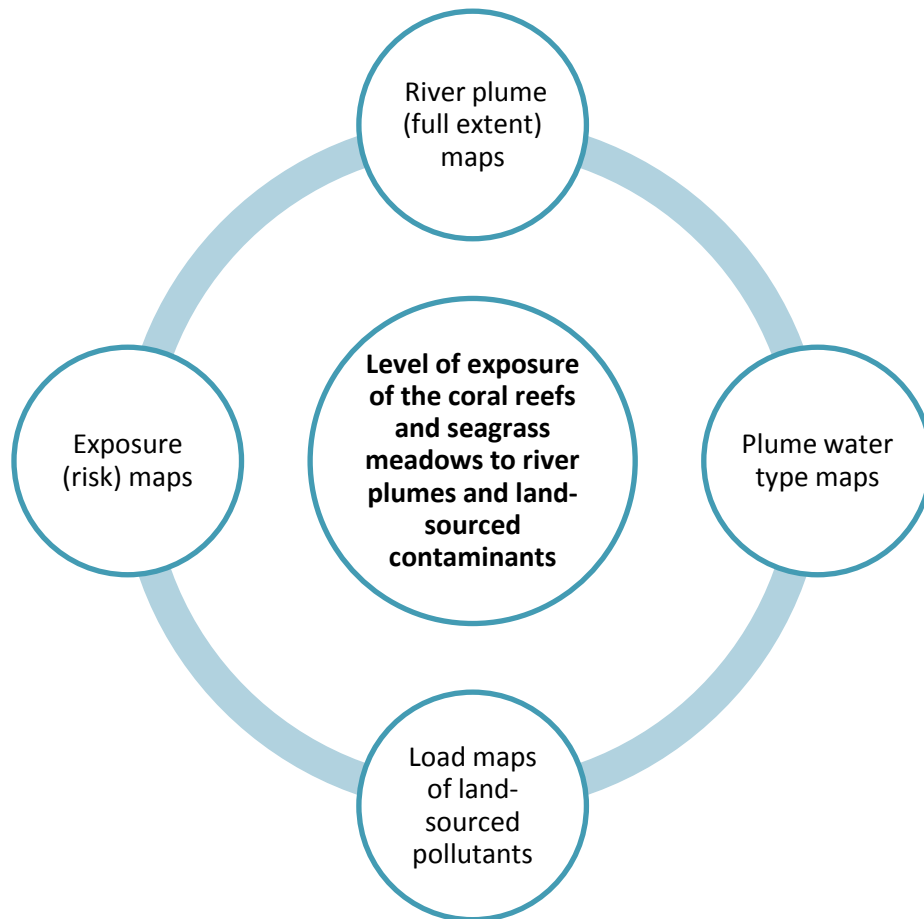 River plume
(full extent)
maps
Level of exposure
of the coral reefs
and seagrass
meadows to river
plumes and land-
sourced
contaminants
Exposure
(risk) maps
Plume water
type maps
Load maps
of land-
sourced
pollutants